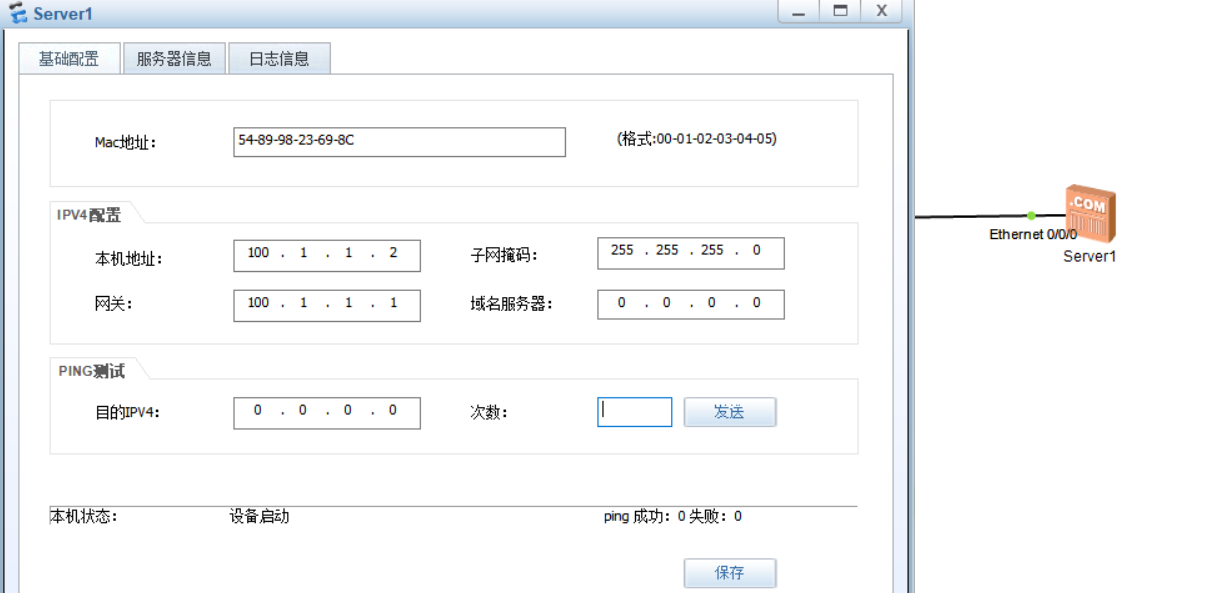 Server1
基础配置 服务器信息 日志信息
Mac地址： 54-89-98-23-69-8C (格式:00-01-02-03-04-05)
IPV4配置
本机地址： 100 . 1 . 1 . 2 子网掩码： 255 . 255 . 255 . 0
网关： 100 . 1 . 1 . 1 域名服务器： 0 . 0 . 0 . 0
PING测试
目的IPV4： 0 . 0 . 0 . 0 次数： 发送
本机状态： 设备启动 ping 成功：0 失败：0
保存
.COM
Ethernet 0/0/0
Server1